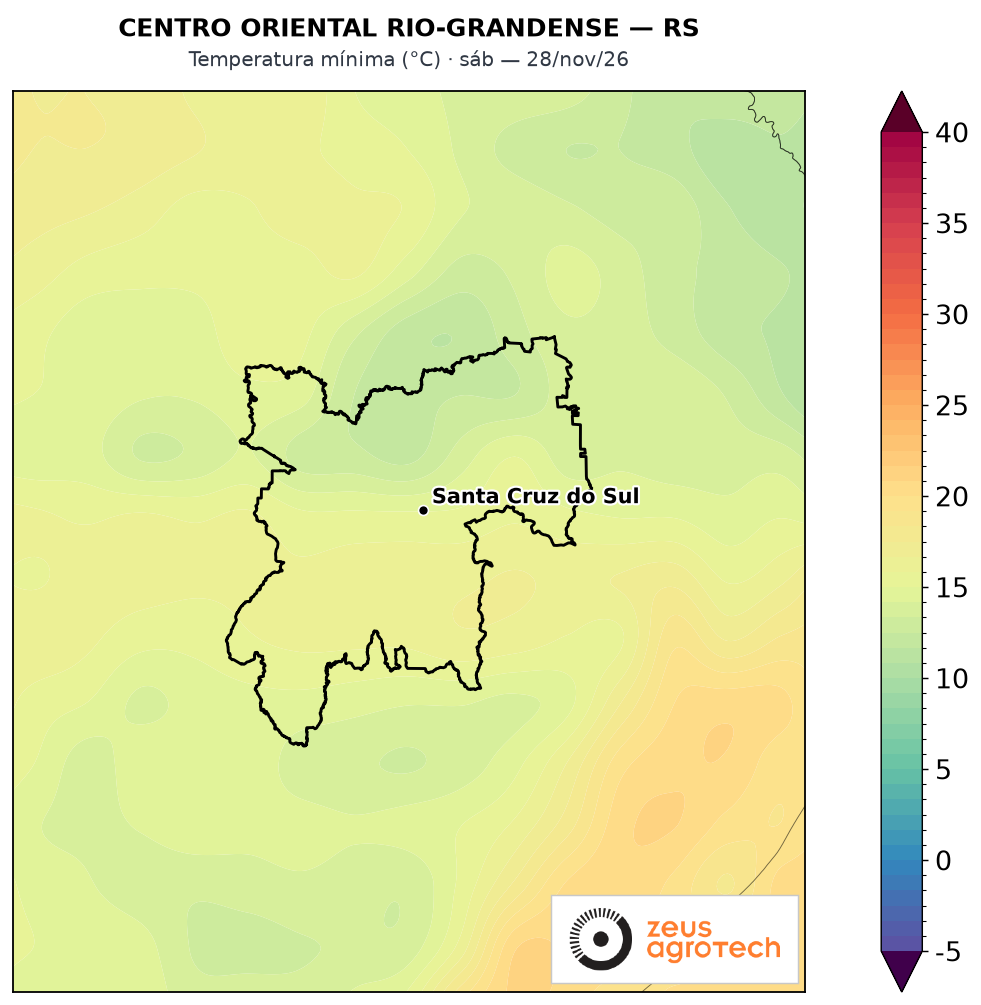 CENTRO ORIENTAL RIO-GRANDENSE — RS
Temperatura mínima (°C) · sáb — 28/nov/26
40
35
30
25
20
15
10
5
0
-5
Santa Cruz do Sul
zeus
agrotech